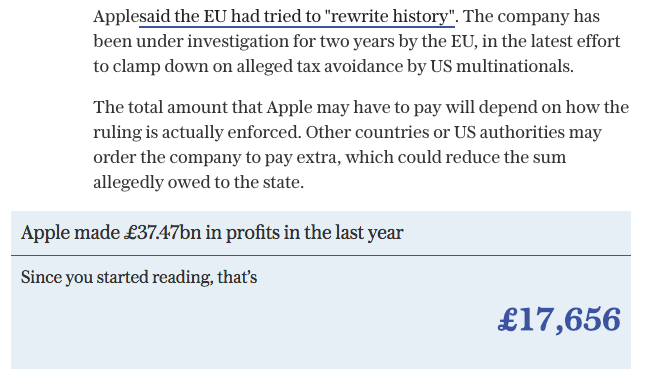 Applesaid the EU had tried to "rewrite history". The company has
been under investigation for two years by the EU, in the latest effort
to clamp down on alleged tax avoidance by US multinationals.
The total amount that Apple may have to pay will depend on how the
ruling is actually enforced. Other countries or US authorities may
order the company to pay extra, which could reduce the sum
allegedly owed to the state.
Apple made £37.47bn in profits in the last year
Since you started reading, that's
£17,656